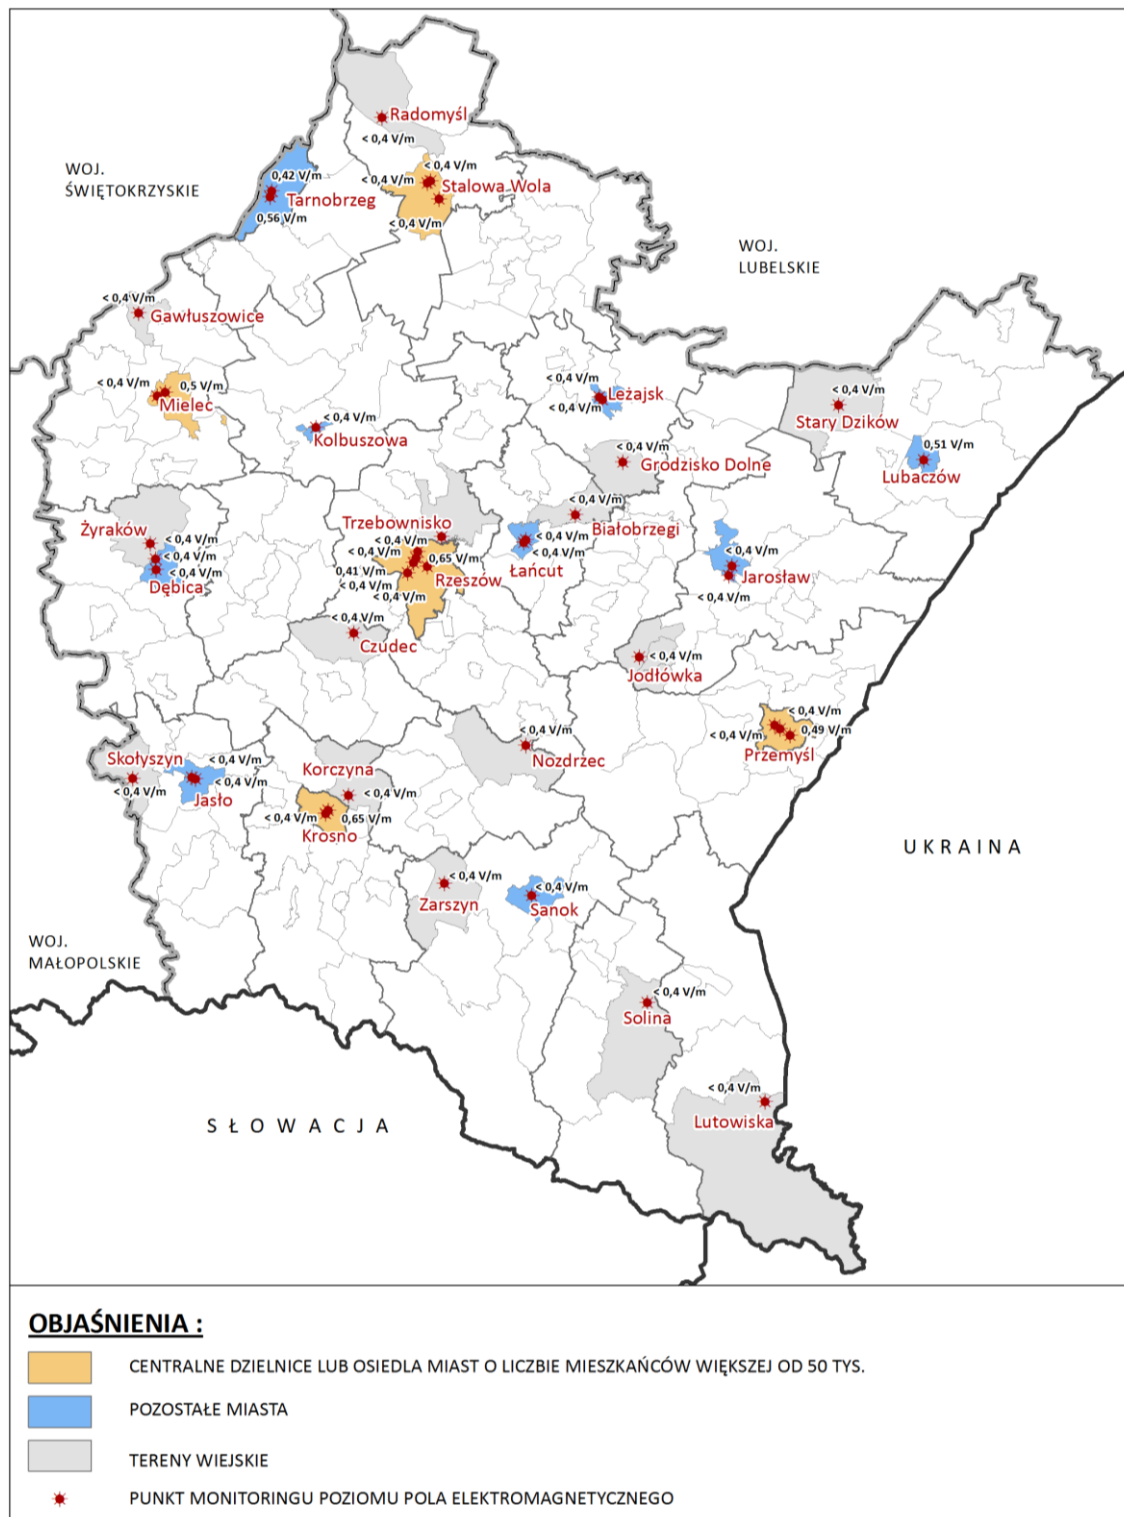 Radomyśl
< 0,4 V/m
WOJ.
ŚWIĘTOKRZYSKIE
0,42 V/m
Tarnobrzeg
0,56 V/m
< 0,4 V/m
< 0,4 V/m
Stalowa Wola
< 0,4 V/m
WOJ.
LUBELSKIE
< 0,4 V/m
Gawłuszowice
< 0,4 V/m
0,5 V/m
Mielec
< 0,4 V/m
Kolbuszowa
< 0,4 V/m
Leżajsk
< 0,4 V/m
< 0,4 V/m
Stary Dzików
0,51 V/m
Lubaczów
< 0,4 V/m
Grodzisko Dolne
< 0,4 V/m
Białobrzegi
Żyraków
< 0,4 V/m
< 0,4 V/m
< 0,4 V/m
Dębica
Trzebownisko
< 0,4 V/m
< 0,4 V/m
0,65 V/m
0,41 V/m
Rzeszów
< 0,4 V/m
< 0,4 V/m
< 0,4 V/m
< 0,4 V/m
Łańcut
< 0,4 V/m
Jarosław
< 0,4 V/m
< 0,4 V/m
Czudec
< 0,4 V/m
Jodłówka
< 0,4 V/m
< 0,4 V/m
0,49 V/m
Przemyśl
< 0,4 V/m
Nozdrzec
Skołyszyn
< 0,4 V/m
< 0,4 V/m
< 0,4 V/m
Jasło
Korczyna
< 0,4 V/m
< 0,4 V/m
0,65 V/m
Krosno
UKRAINA
< 0,4 V/m
Zarszyn
< 0,4 V/m
Sanok
WOJ.
MAŁOPOLSKIE
< 0,4 V/m
Solina
< 0,4 V/m
Lutowiska
SŁOWACJA
OBJAŚNIENIA :
CENTRALNE DZIELNICE LUB OSIEDLA MIAST O LICZBIE MIESZKAŃCÓW WIĘKSZEJ OD 50 TYS.
POZOSTAŁE MIASTA
TERENY WIEJSKIE
PUNKT MONITORINGU POZIOMU POLA ELEKTROMAGNETYCZNEGO